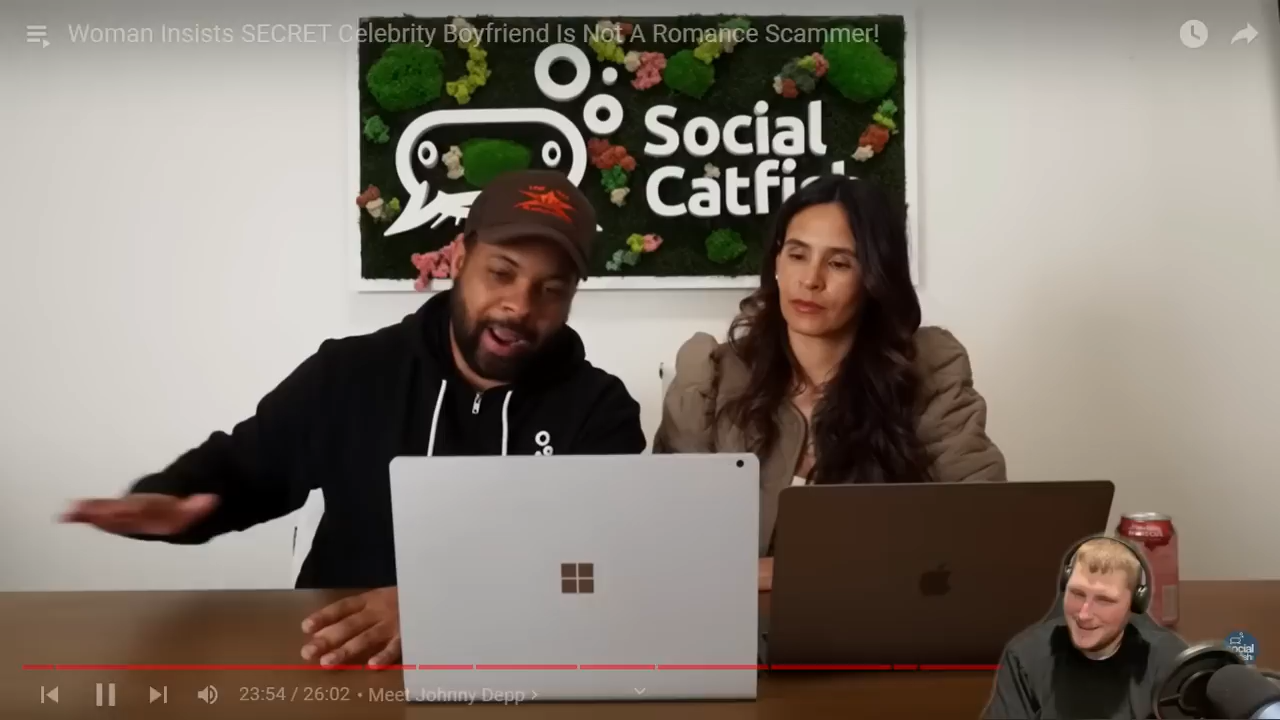 Woman Insists SECRET Celebrity Boyfriend Is Not A Romance Scammer!
Social
Catfish
23:54 / 26:02 • Meet Johnny Depp ›